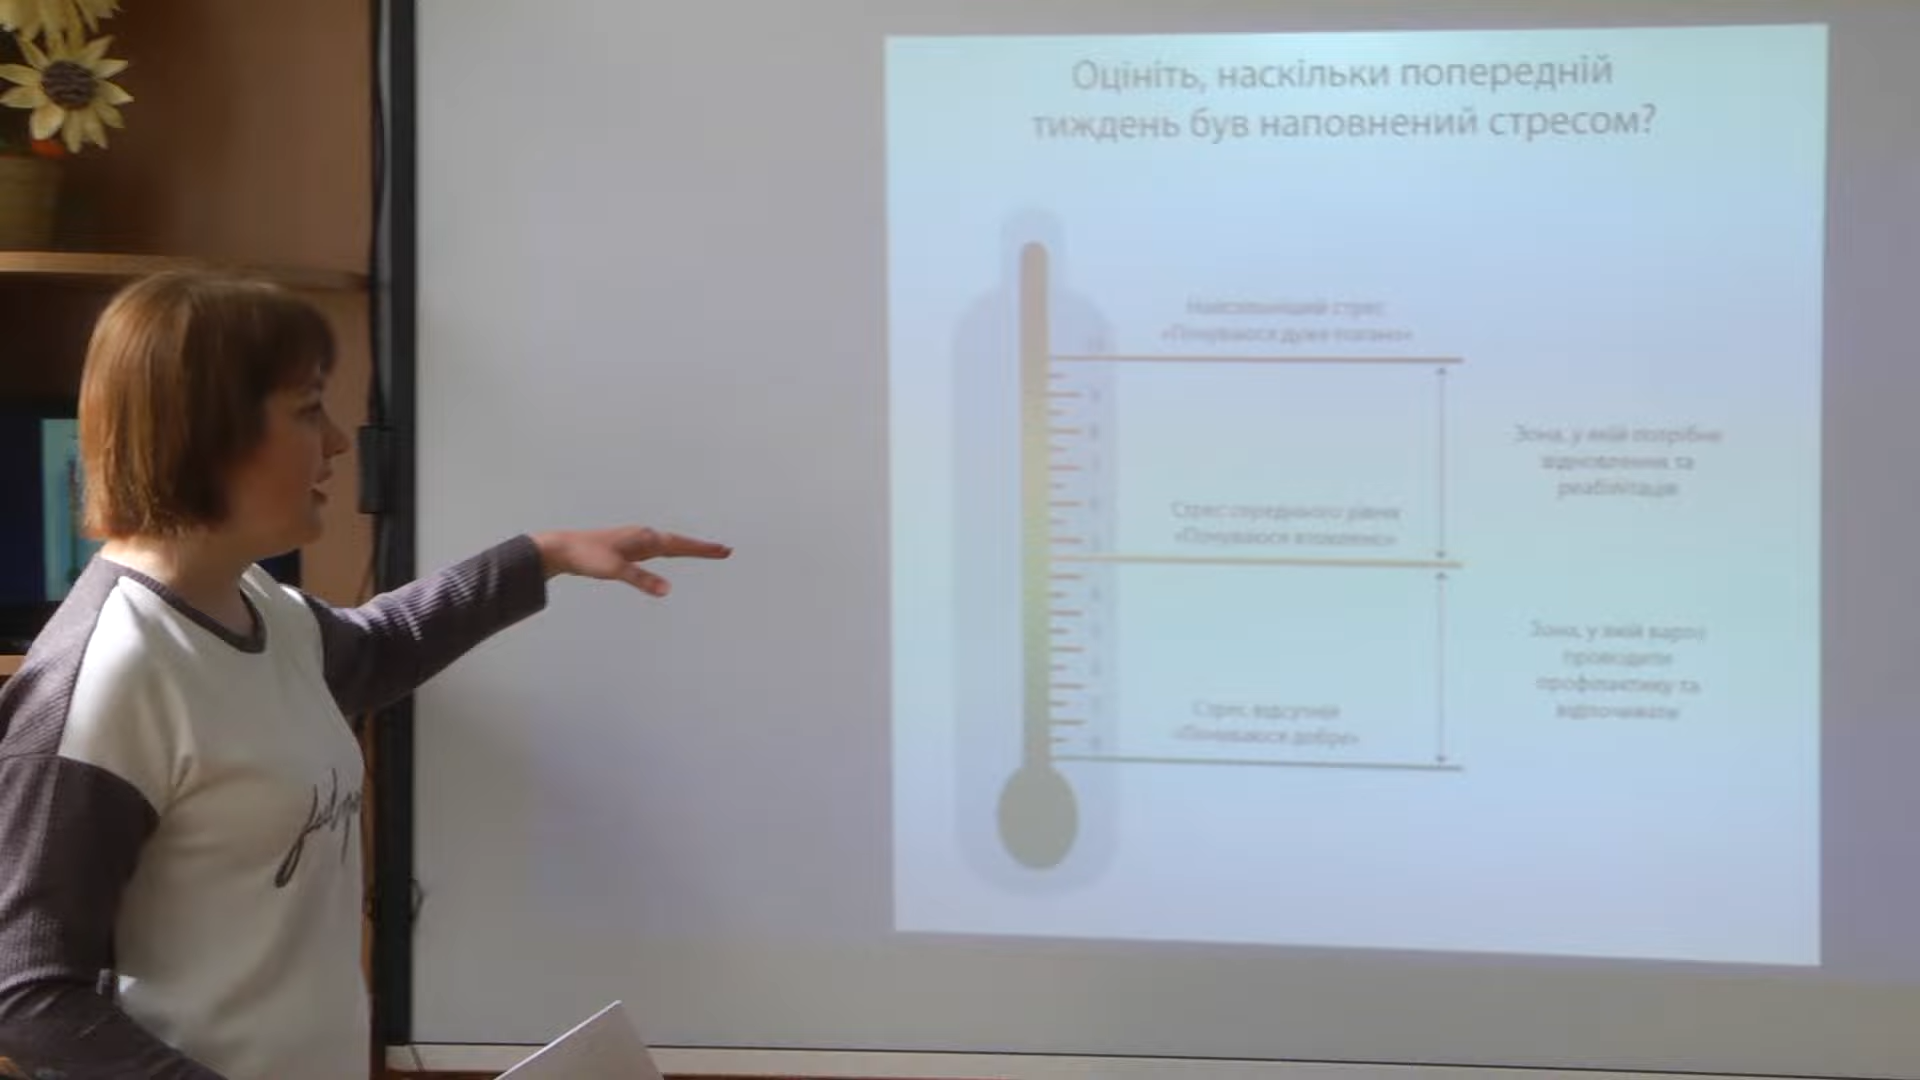 Оцініть, наскільки попередній
тиждень був наповнений стресом?
Найсильніший стрес
«Почуваюся дуже погано»
Зона, у якій потрібне
відновлення та
реабілітація
Стрес середнього рівня
«Почуваюся втомлено»
Зона, у якій варто
проводити
профілактику та
відпочивати
Стрес відсутній
«Почуваюся добре»